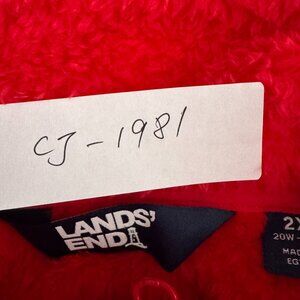 CJ-1981
LANDS'
END
2X
20W-
MAD
EG